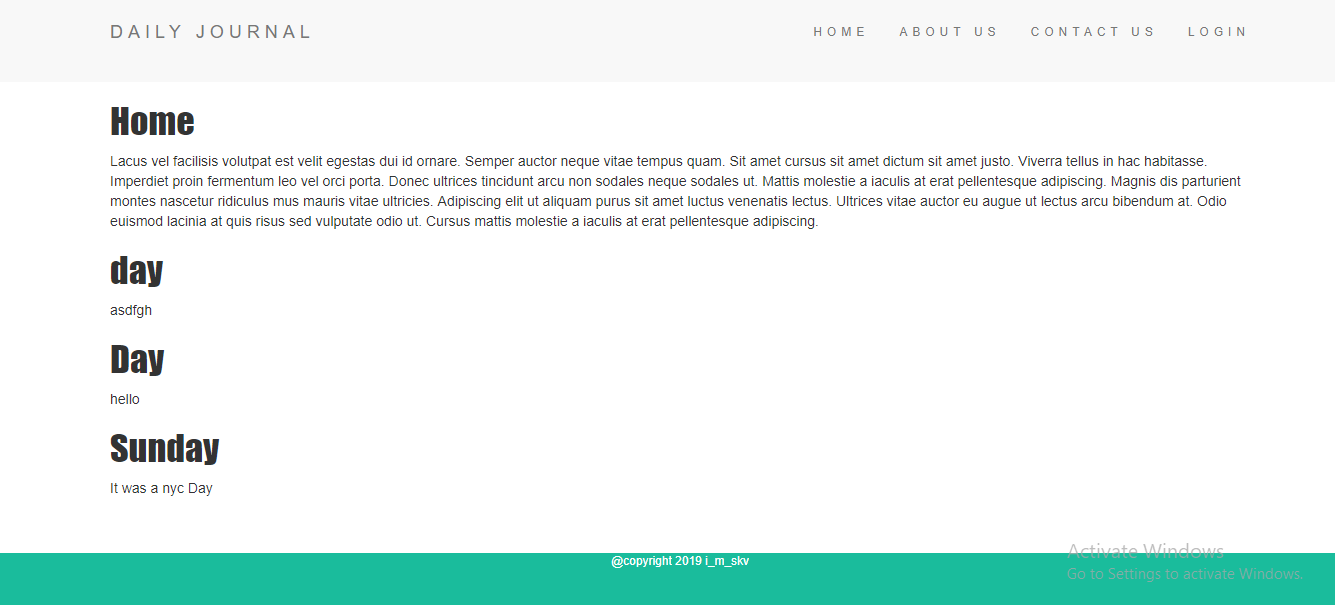 DAILY JOURNAL
HOME ABOUT US CONTACT US LOGIN
Home
Lacus vel facilisis volutpat est velit egestas dui id ornare. Semper auctor neque vitae tempus quam. Sit amet cursus sit amet dictum sit amet justo. Viverra tellus in hac habitasse.
Imperdiet proin fermentum leo vel orci porta. Donec ultrices tincidunt arcu non sodales neque sodales ut. Mattis molestie a iaculis at erat pellentesque adipiscing. Magnis dis parturient
montes nascetur ridiculus mus mauris vitae ultricies. Adipiscing elit ut aliquam purus sit amet luctus venenatis lectus. Ultrices vitae auctor eu augue ut lectus arcu bibendum at. Odio
euismod lacinia at quis risus sed vulputate odio ut. Cursus mattis molestie a iaculis at erat pellentesque adipiscing.
day
asdfgh
Day
hello
Sunday
It was a nyc Day
@copyright 2019 i_m_skv
Activate Windows
Go to Settings to activate Windows.